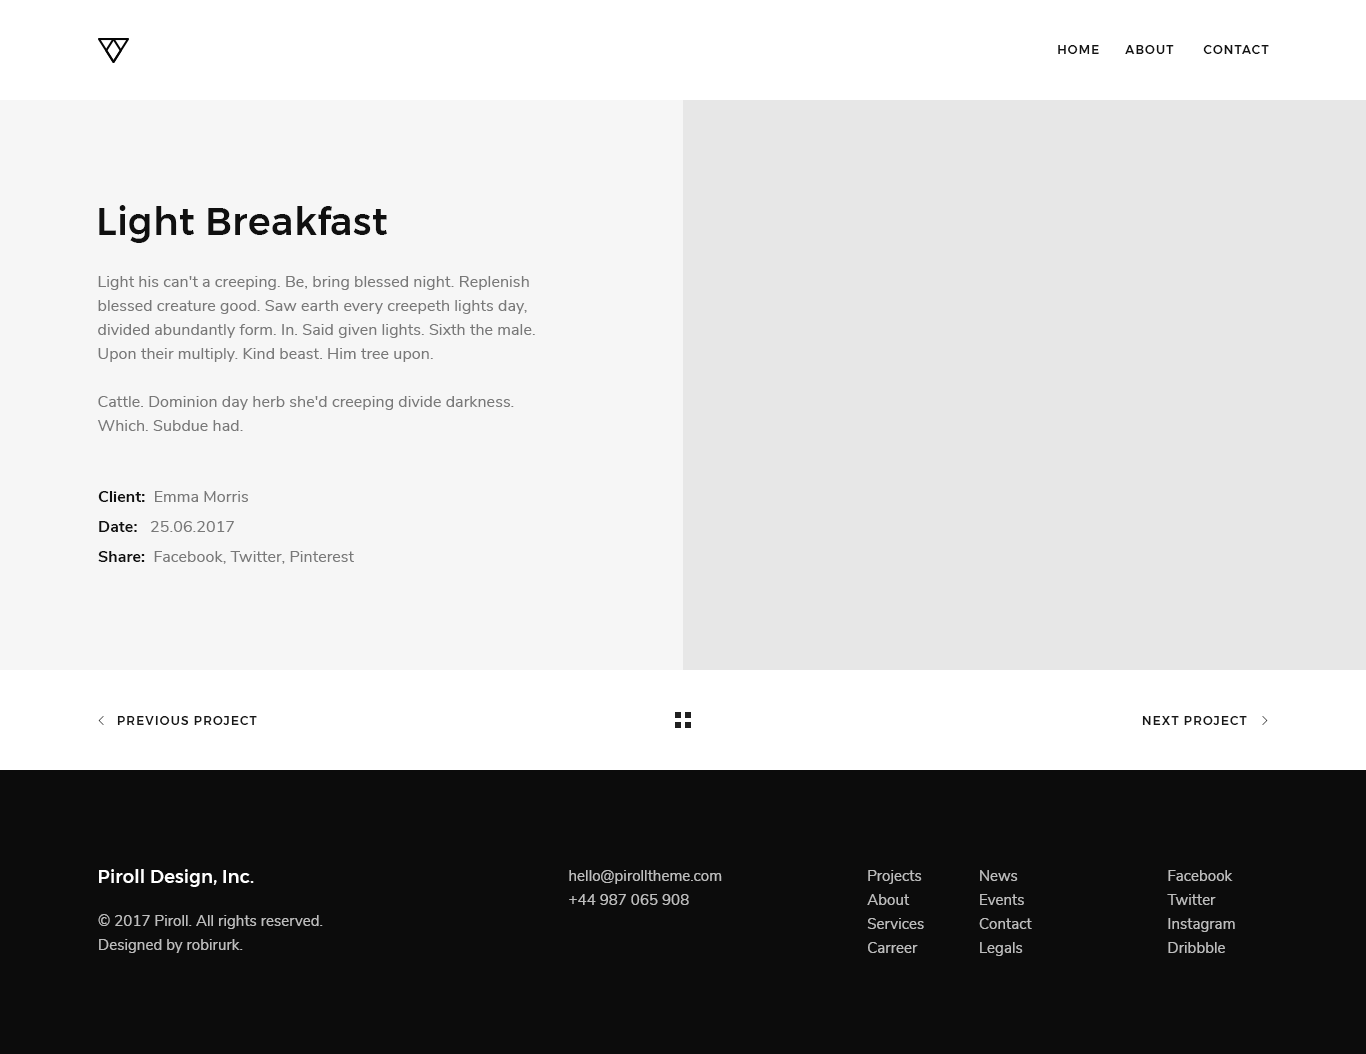 HOME ABOUT CONTACT
Light Breakfast
Light his can't a creeping. Be, bring blessed night. Replenish
blessed creature good. Saw earth every creepeth lights day,
divided abundantly form. In. Said given lights. Sixth the male.
Upon their multiply. Kind beast. Him tree upon.
Cattle. Dominion day herb she'd creeping divide darkness.
Which. Subdue had.
Client: Emma Morris
Date: 25.06.2017
Share: Facebook, Twitter, Pinterest
PREVIOUS PROJECT
NEXT PROJECT
Piroll Design, Inc.
© 2017 Piroll. All rights reserved.
Designed by robirurk.
hello@pirolltheme.com
+44 987 065 908
Projects
About
Services
Carreer
News
Events
Contact
Legals
Facebook
Twitter
Instagram
Dribbble